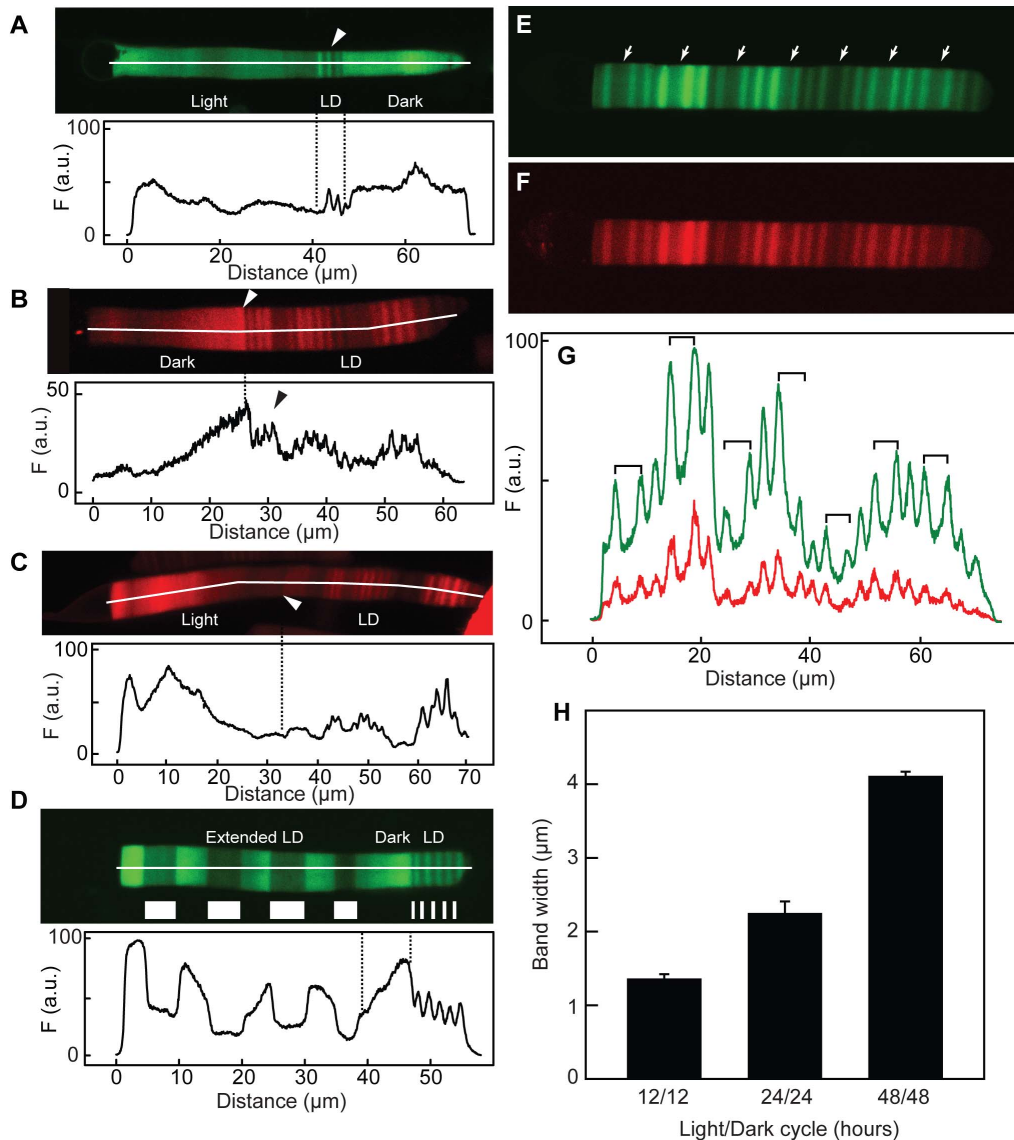 A
Light LD Dark
100
F (a.u.)
0
0 20 40 60
Distance (μm)
B
Dark LD
50
F (a.u.)
0
0 10 20 30 40 50 60
Distance (μm)
C
Light LD
100
F (a.u.)
0
0 10 20 30 40 50 60 70
Distance (μm)
D
Extended LD Dark LD
100
F (a.u.)
0
0 10 20 30 40 50
Distance (μm)
E
F
G
100
F (a.u.)
0
0 20 40 60
Distance (μm)
H
Band width (μm)
4
3
2
1
0
12/12 24/24 48/48
Light/Dark cycle (hours)